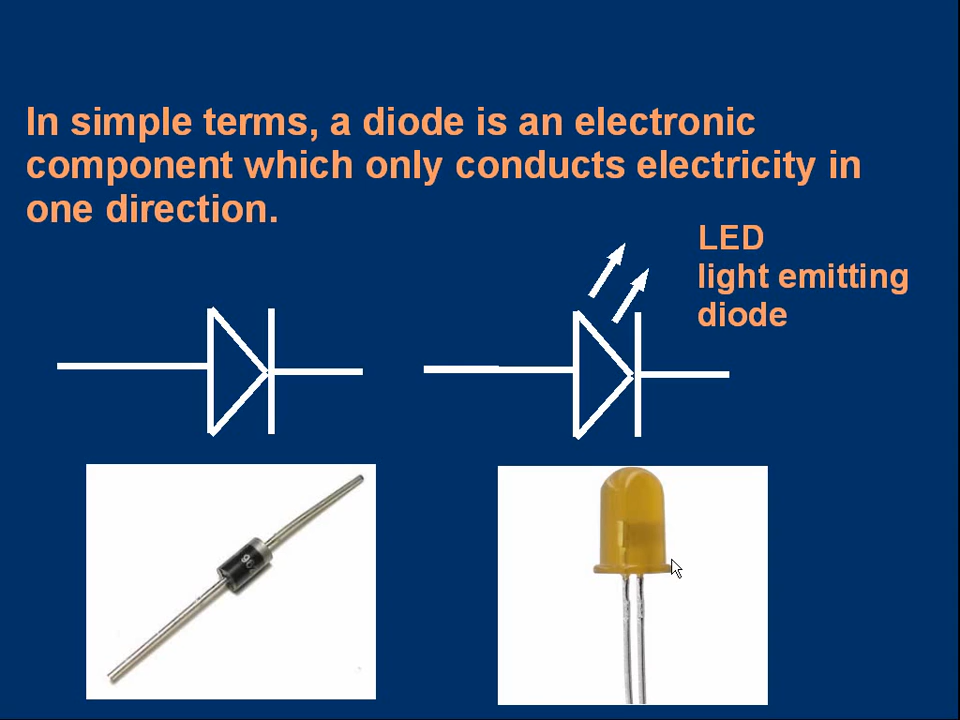 In simple terms, a diode is an electronic
component which only conducts electricity in
one direction.
LED
light emitting
diode